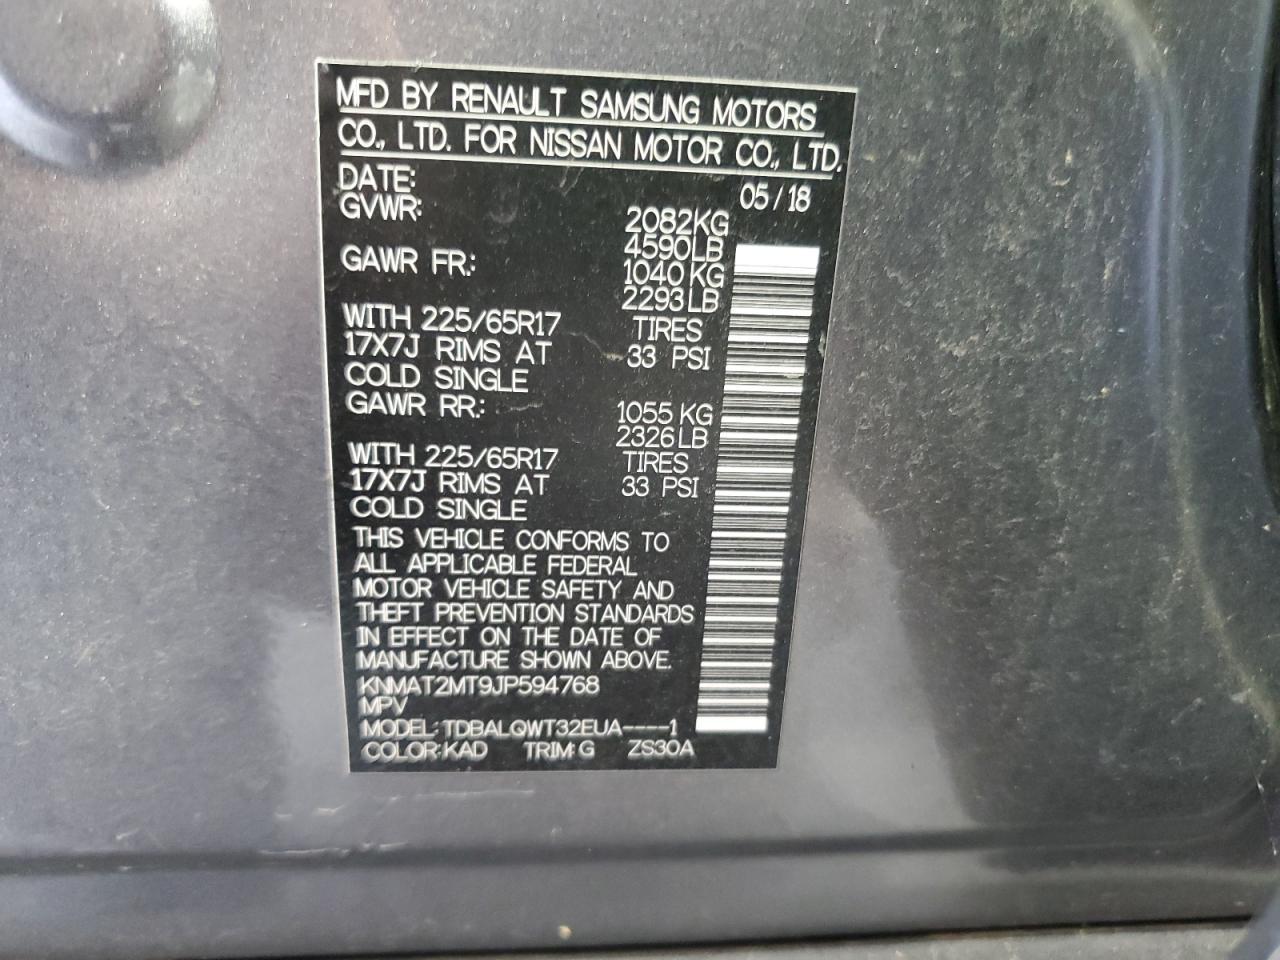 MFD BY RENAULT SAMSUNG MOTORS
CO., LTD. FOR NISSAN MOTOR CO., LTD.
DATE: 05/18
GVWR: 2082KG
4590LB
GAWR FR.: 1040KG
2293LB
WITH 225/65R17 TIRES
17X7J RIMS AT 33 PSI
COLD SINGLE
GAWR RR.: 1055KG
2326LB
WITH 225/65R17 TIRES
17X7J RIMS AT 33 PSI
COLD SINGLE
THIS VEHICLE CONFORMS TO
ALL APPLICABLE FEDERAL
MOTOR VEHICLE SAFETY AND
THEFT PREVENTION STANDARDS
IN EFFECT ON THE DATE OF
MANUFACTURE SHOWN ABOVE.
KNMAT2MT9JP594768
MPV
MODEL: TDBALQWT32EUA----1
COLOR:KAD TRIM:G ZS30A